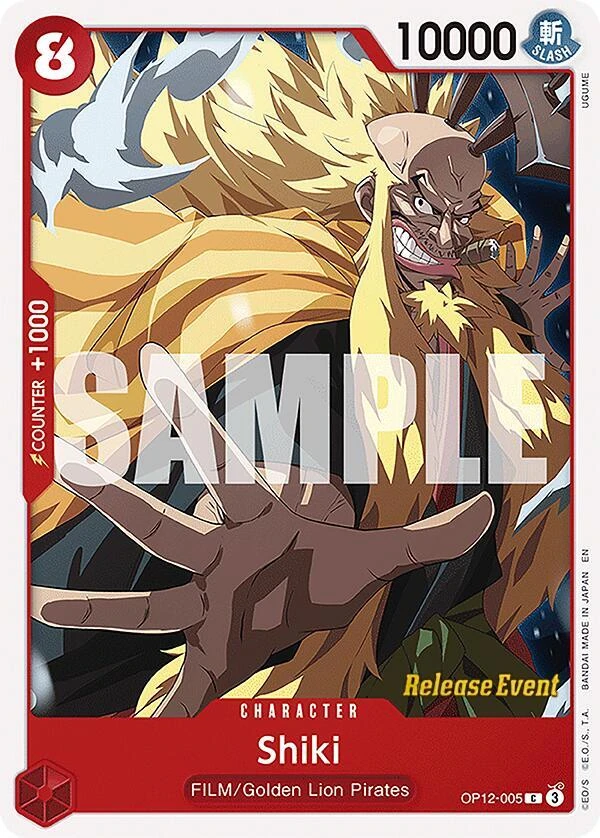 8
10000
斬
SLASH
UGUME
COUNTER +1000
SAMPLE
Release Event
CHARACTER
Shiki
FILM/Golden Lion Pirates
OP12-005 C 3
©EO/S ©E.O./S., T.A. BANDAI MADE IN JAPAN EN